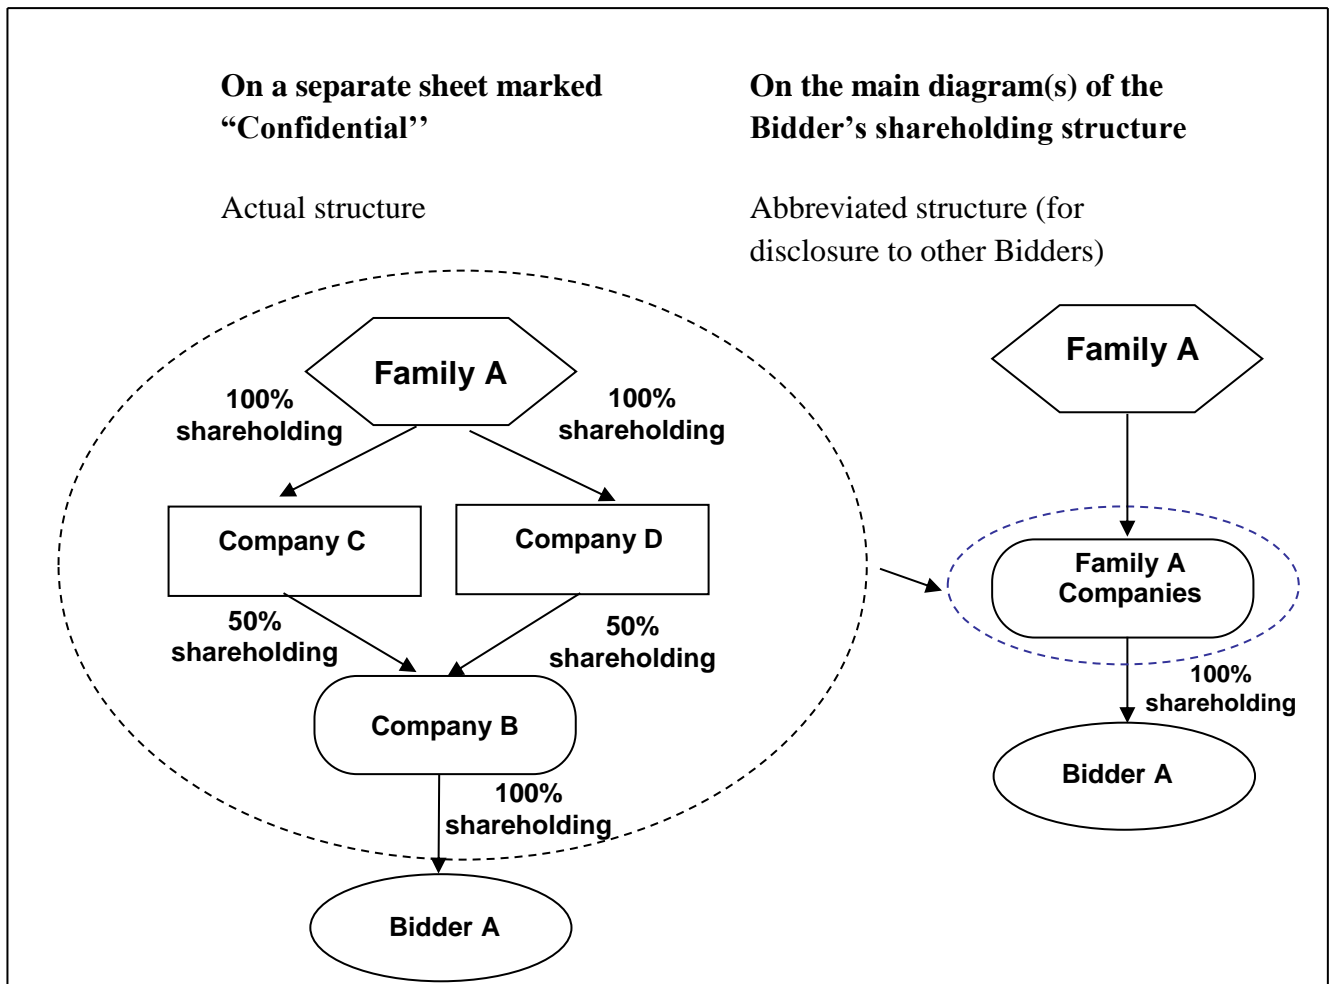 On a separate sheet marked
“Confidential’’
Actual structure
On the main diagram(s) of the
Bidder’s shareholding structure
Abbreviated structure (for
disclosure to other Bidders)
Family A
100%
shareholding
100%
shareholding
Company C
Company D
50%
shareholding
50%
shareholding
Company B
100%
shareholding
Bidder A
Family A
Family A
Companies
100%
shareholding
Bidder A